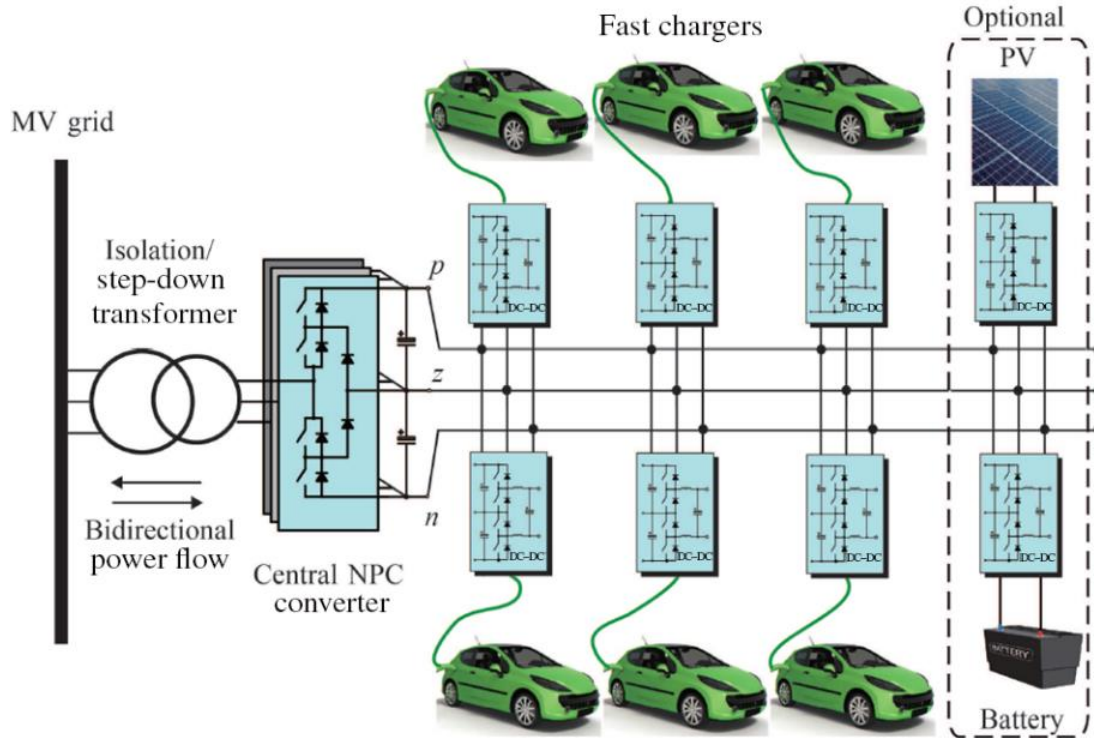 Fast chargers
Optional
PV
MV grid
Isolation/
step-down
transformer
p
z
n
Bidirectional
power flow
Central NPC
converter
DC–DC
DC–DC
DC–DC
DC–DC
DC–DC
DC–DC
DC–DC
DC–DC
BATTERY
Battery